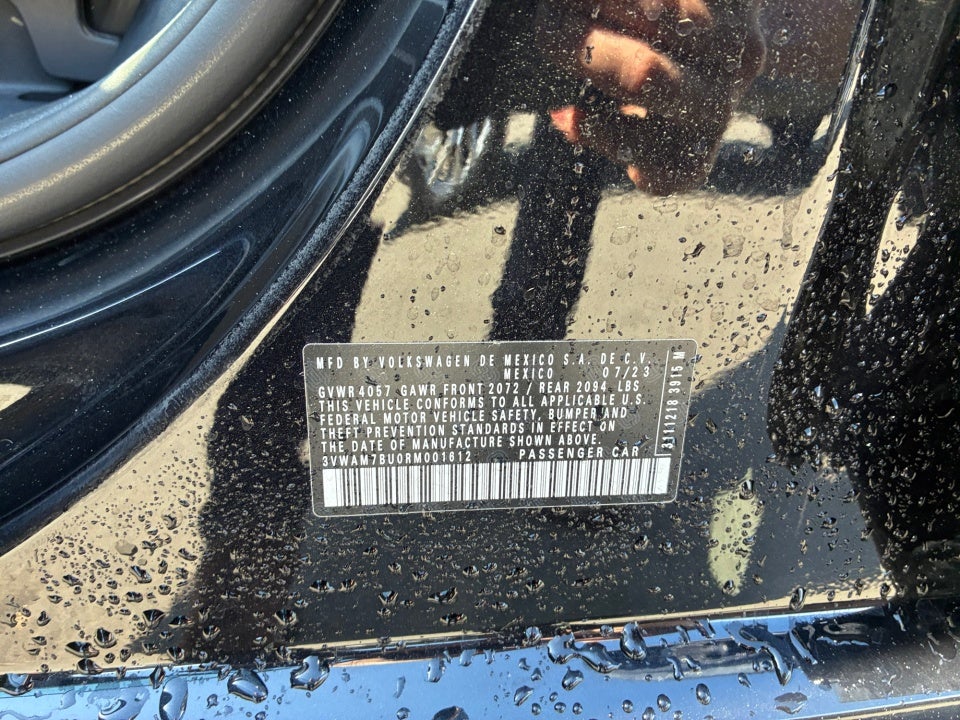 MFD BY VOLKSWAGEN DE MEXICO S.A. DE C.V.
MEXICO 07/23
GVWR 4057 GAWR FRONT 2072 / REAR 2094 LBS
THIS VEHICLE CONFORMS TO ALL APPLICABLE U.S.
FEDERAL MOTOR VEHICLE SAFETY, BUMPER AND
THEFT PREVENTION STANDARDS IN EFFECT ON
THE DATE OF MANUFACTURE SHOWN ABOVE.
3VWAM7BU0RM001612 PASSENGER CAR
3111218 3915 M